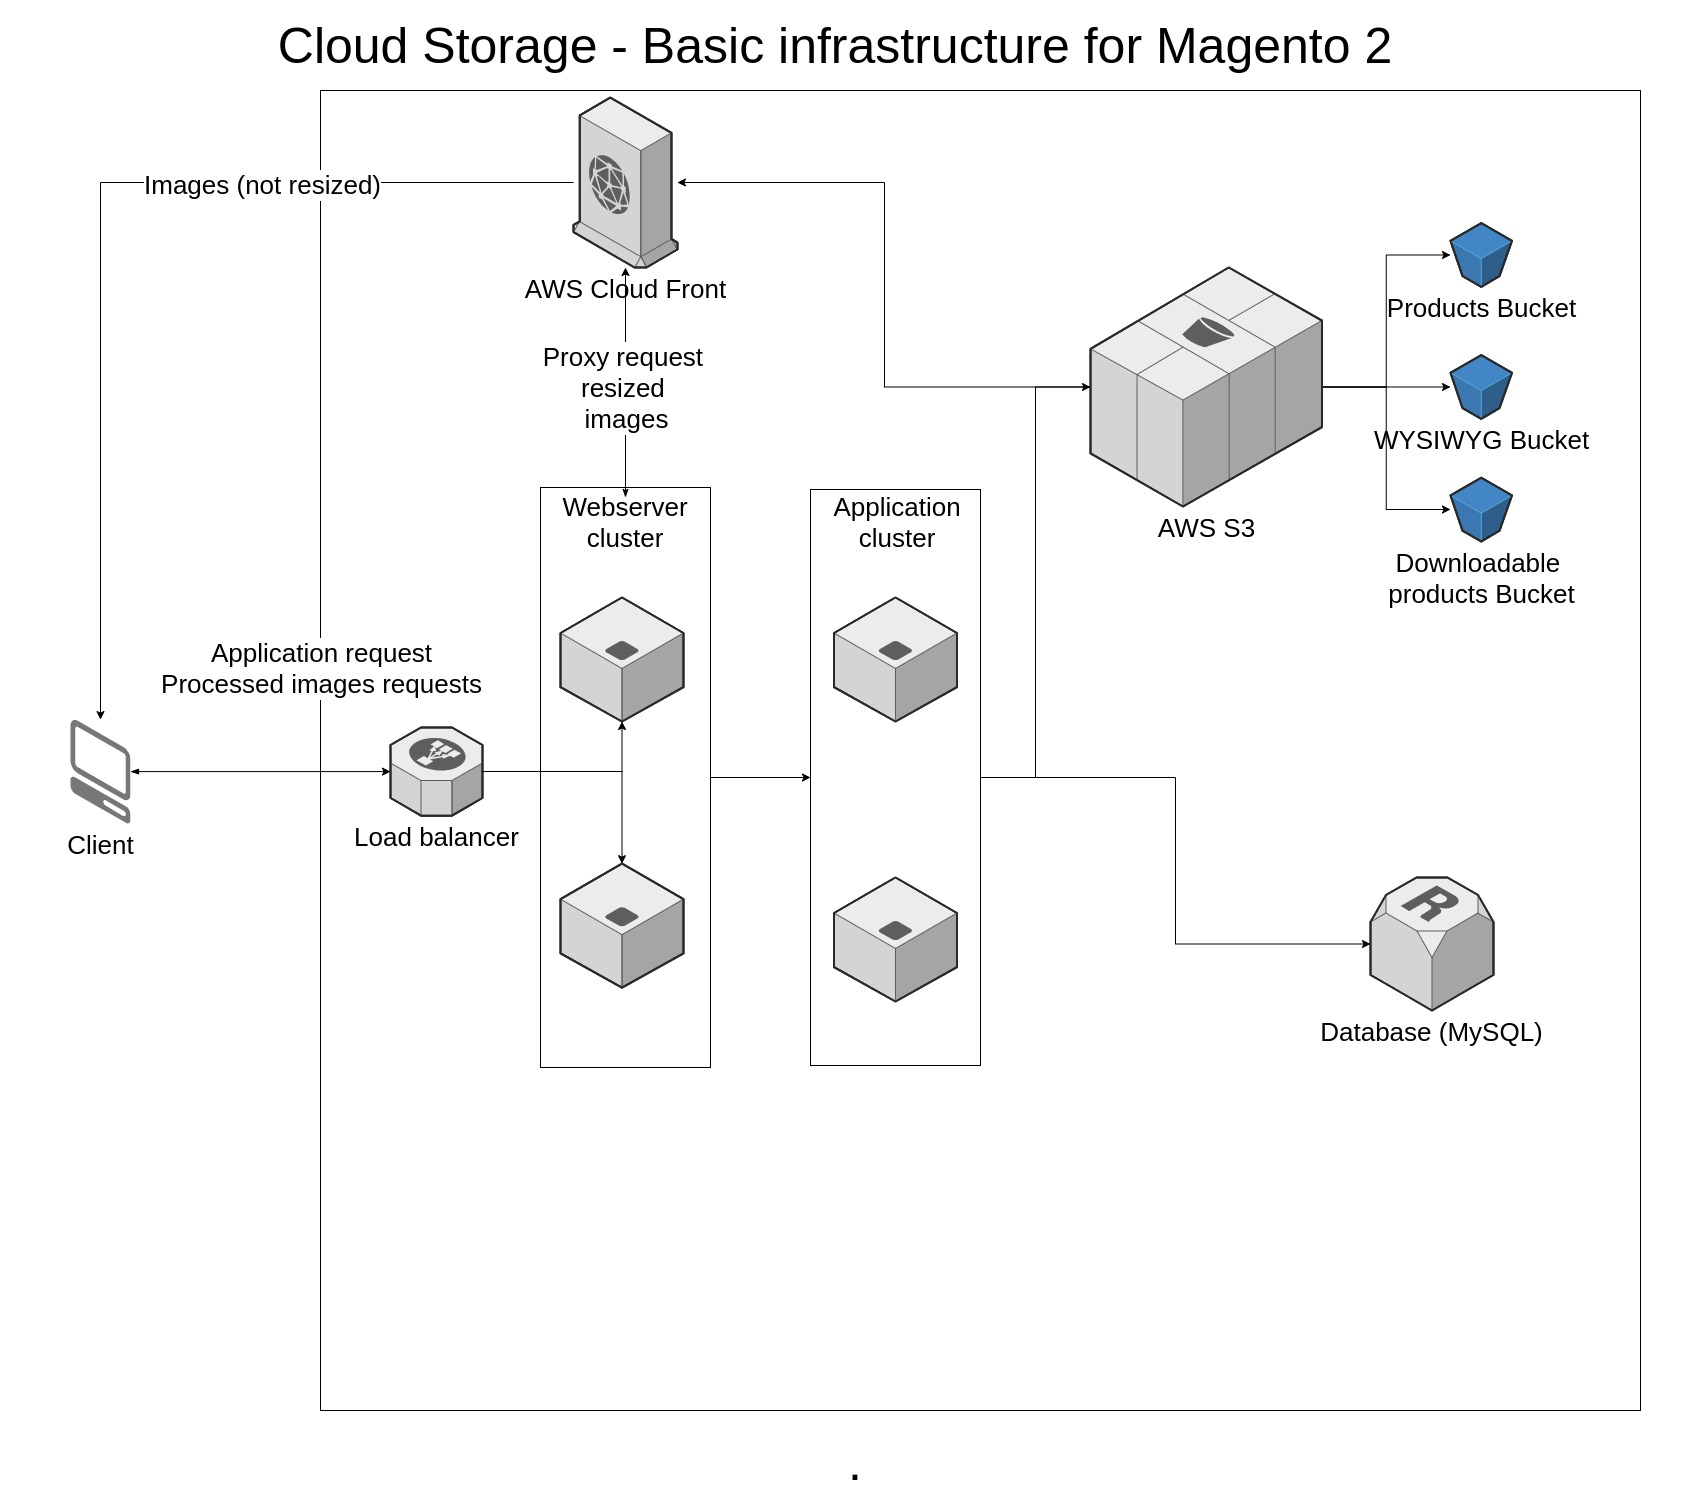 Cloud Storage - Basic infrastructure for Magento 2
Images (not resized)
AWS Cloud Front
Proxy request
resized
images
Products Bucket
WYSIWYG Bucket
Downloadable
products Bucket
AWS S3
Webserver
cluster
Application
cluster
Application request
Processed images requests
Client
Load balancer
R
Database (MySQL)
.